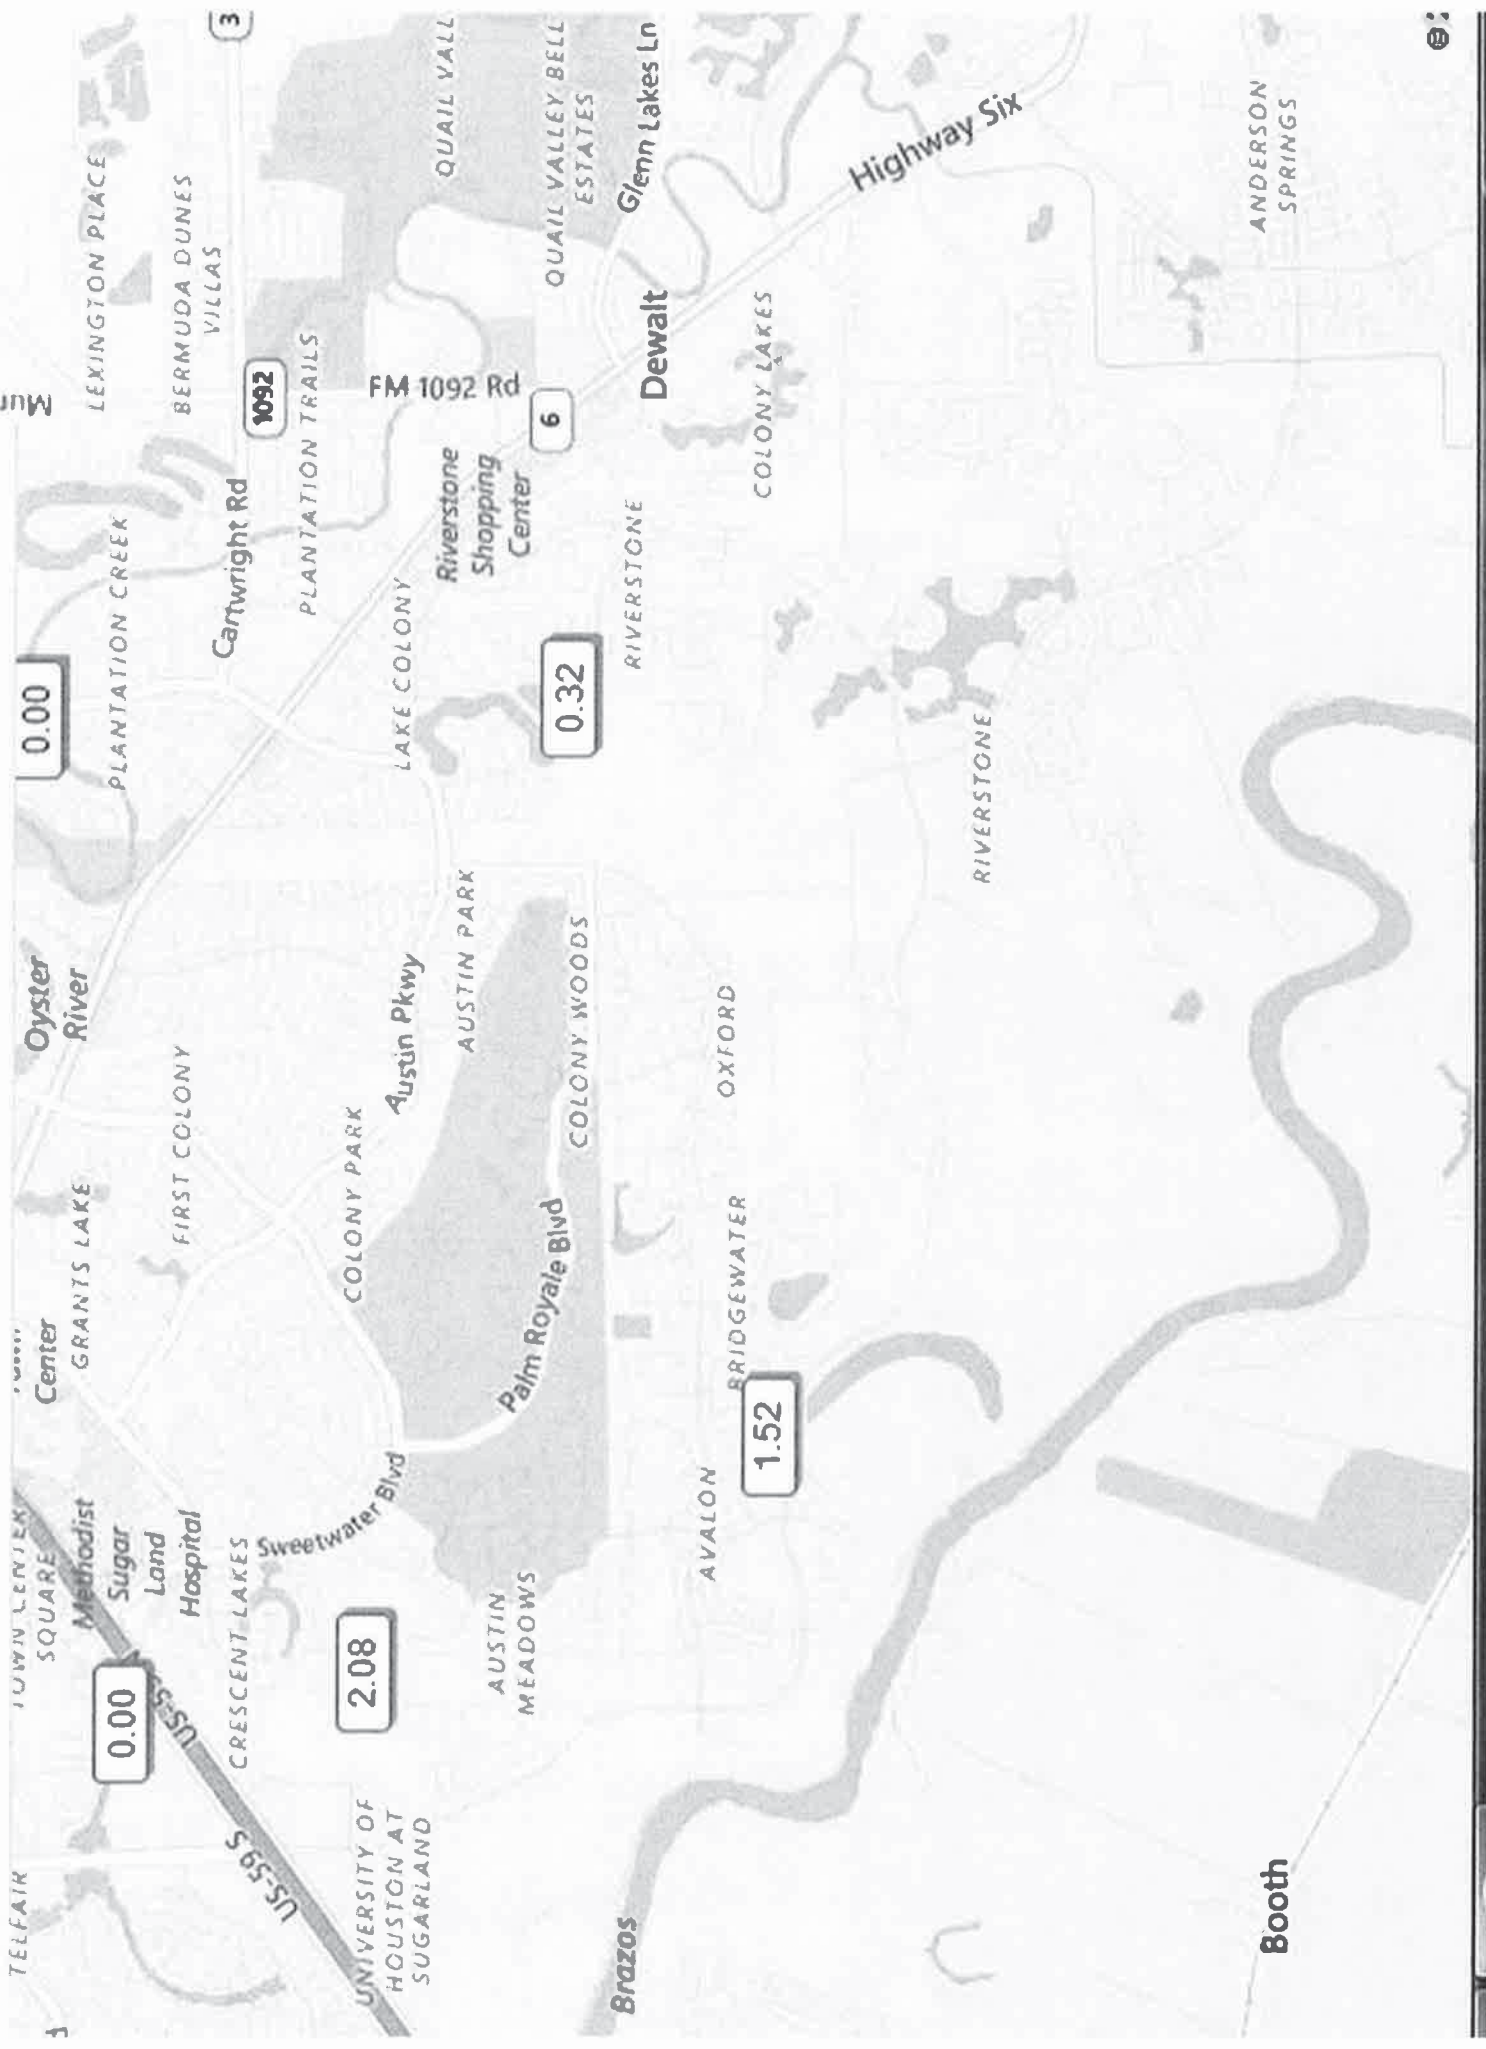 TELFAIR
TOWN CENTER
SQUARE
0.00
Methodist
Sugar
Land
Hospital
US-59 S
CRESCENT LAKES
Sweetwater Blvd
2.08
UNIVERSITY OF
HOUSTON AT
SUGARLAND
AUSTIN
MEADOWS
Center
GRANTS LAKE
FIRST COLONY
COLONY PARK
Palm Royale Blvd
Oyster
River
Austin Pkwy
AUSTIN PARK
COLONY WOODS
AVALON
1.52
BRIDGEWATER
OXFORD
Brazos
Booth
0.00
PLANTATION CREEK
Cartwright Rd
PLANTATION TRAILS
LAKE COLONY
Riverstone
Shopping
Center
0.32
RIVERSTONE
RIVERSTONE
LEXINGTON PLACE
BERMUDA DUNES
VILLAS
1092
FM 1092 Rd
6
Dewalt
COLONY LAKES
3
QUAIL VALL
QUAIL VALLEY BELL
ESTATES
Glenn Lakes Ln
Highway Six
ANDERSON
SPRINGS